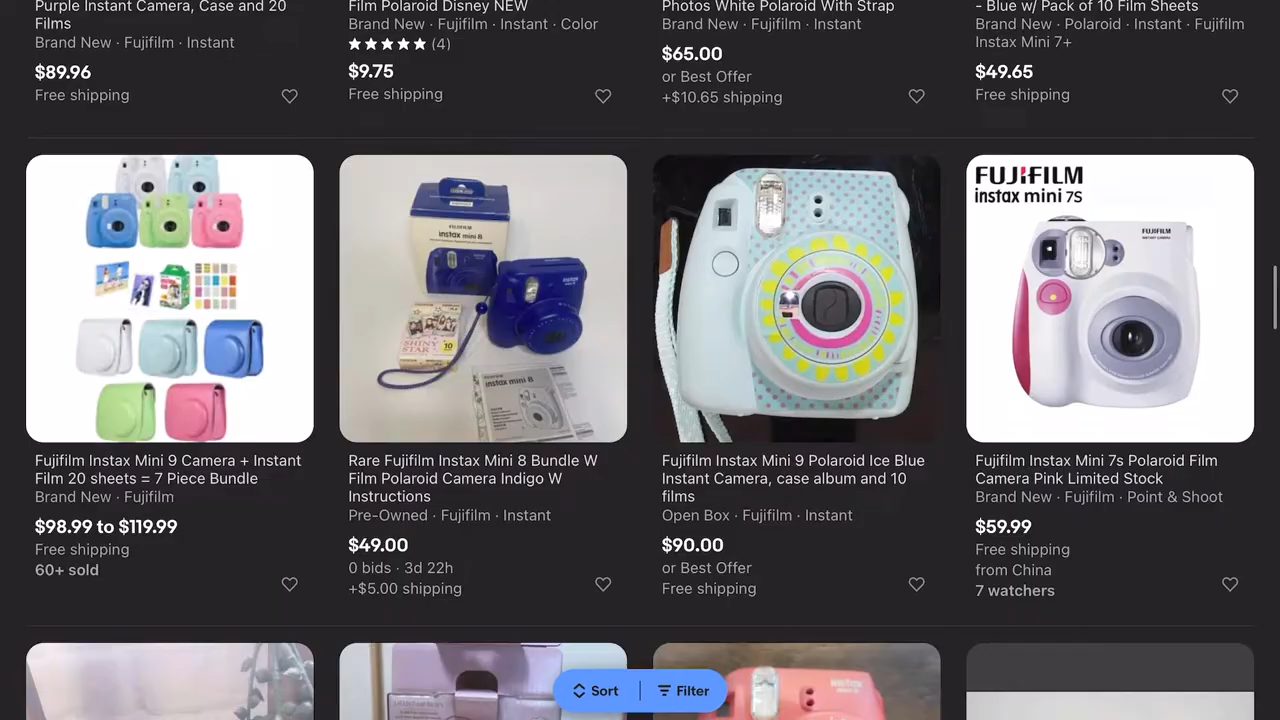 Purple Instant Camera, Case and 20
Films
Brand New · Fujifilm · Instant
$89.96
Free shipping
Film Polaroid Disney NEW
Brand New · Fujifilm · Instant · Color
(4)
$9.75
Free shipping
Photos White Polaroid With Strap
Brand New · Fujifilm · Instant
$65.00
or Best Offer
+$10.65 shipping
- Blue w/ Pack of 10 Film Sheets
Brand New · Polaroid · Instant · Fujifilm
Instax Mini 7+
$49.65
Free shipping
Fujifilm Instax Mini 9 Camera + Instant
Film 20 sheets = 7 Piece Bundle
Brand New · Fujifilm
$98.99 to $119.99
Free shipping
60+ sold
FUJIFILM
instax mini 8
SHINY
STAR
10
instax mini 8
Rare Fujifilm Instax Mini 8 Bundle W
Film Polaroid Camera Indigo W
Instructions
Pre-Owned · Fujifilm · Instant
$49.00
0 bids · 3d 22h
+$5.00 shipping
Fujifilm Instax Mini 9 Polaroid Ice Blue
Instant Camera, case album and 10
films
Open Box · Fujifilm · Instant
$90.00
or Best Offer
Free shipping
FUJIFILM
instax mini 7S
FUJIFILM
Fujifilm Instax Mini 7s Polaroid Film
Camera Pink Limited Stock
Brand New · Fujifilm · Point & Shoot
$59.99
Free shipping
from China
7 watchers
Sort
Filter
instax